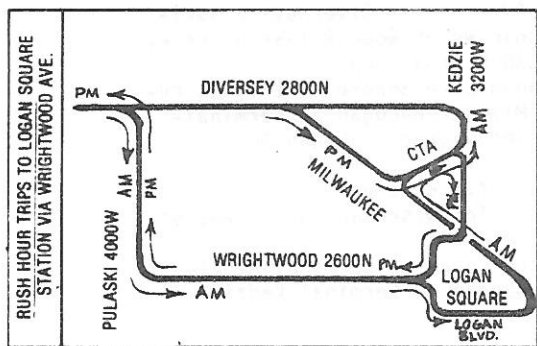 RUSH HOUR TRIPS TO LOGAN SQUARE
STATION VIA WRIGHTWOOD AVE.
PM
DIVERSEY 2800N
KEDZIE
3200W
AM
PM
CTA
MILWAUKEE
AM
PM
PULASKI 4000W
WRIGHTWOOD 2600N
PM
AM
AM
LOGAN
SQUARE
LOGAN
BLVD.